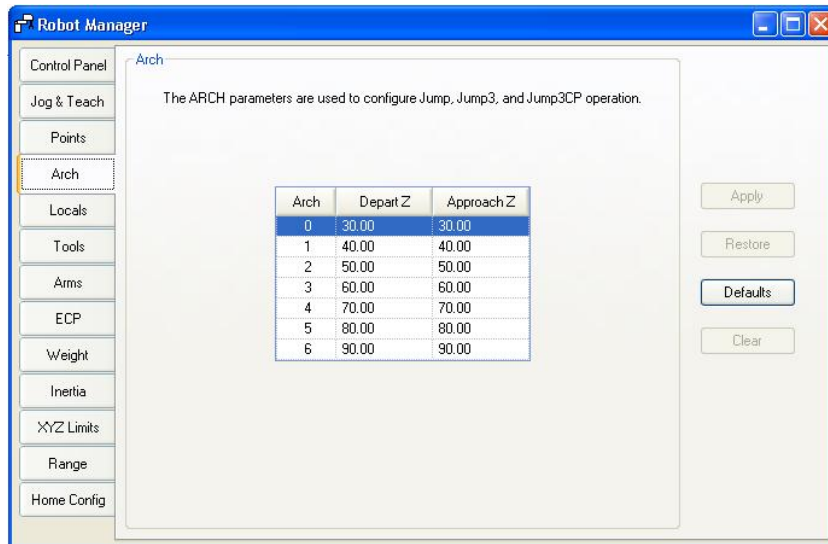 Robot Manager
Control Panel
Jog & Teach
Points
Arch
Locals
Tools
Arms
ECP
Weight
Inertia
XYZ Limits
Range
Home Config
Arch
The ARCH parameters are used to configure Jump, Jump3, and Jump3CP operation.
Arch Depart Z Approach Z
0 30.00 30.00
1 40.00 40.00
2 50.00 50.00
3 60.00 60.00
4 70.00 70.00
5 80.00 80.00
6 90.00 90.00
Apply
Restore
Defaults
Clear